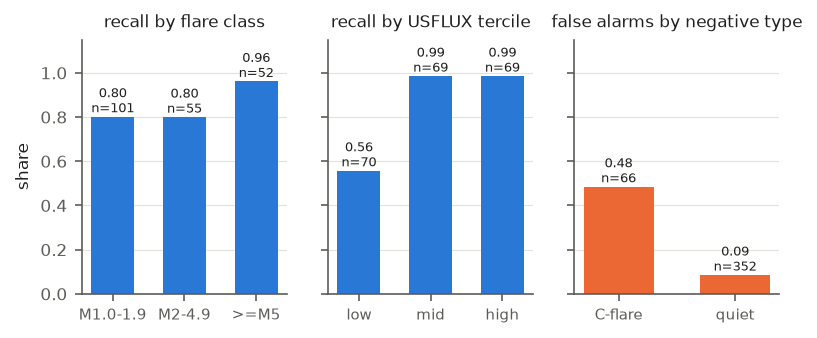 recall by flare class
recall by USFLUX tercile
false alarms by negative type
share
1.0
0.8
0.6
0.4
0.2
0.0
0.80
n=101
0.80
n=55
0.96
n=52
M1.0-1.9
M2-4.9
>=M5
0.56
n=70
0.99
n=69
0.99
n=69
low
mid
high
0.48
n=66
0.09
n=352
C-flare
quiet